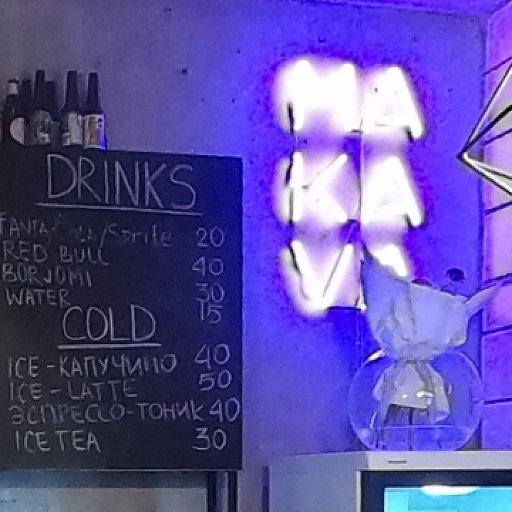 DRINKS
FANTA/Cola/Sprite 20
RED BULL 40
BORJOMI 30
WATER 15
COLD
ICE-КАПУЧИНО 40
ICE-LATTE 50
ЭСПРЕССО-ТОНИК 40
ICE TEA 30
MA
KA